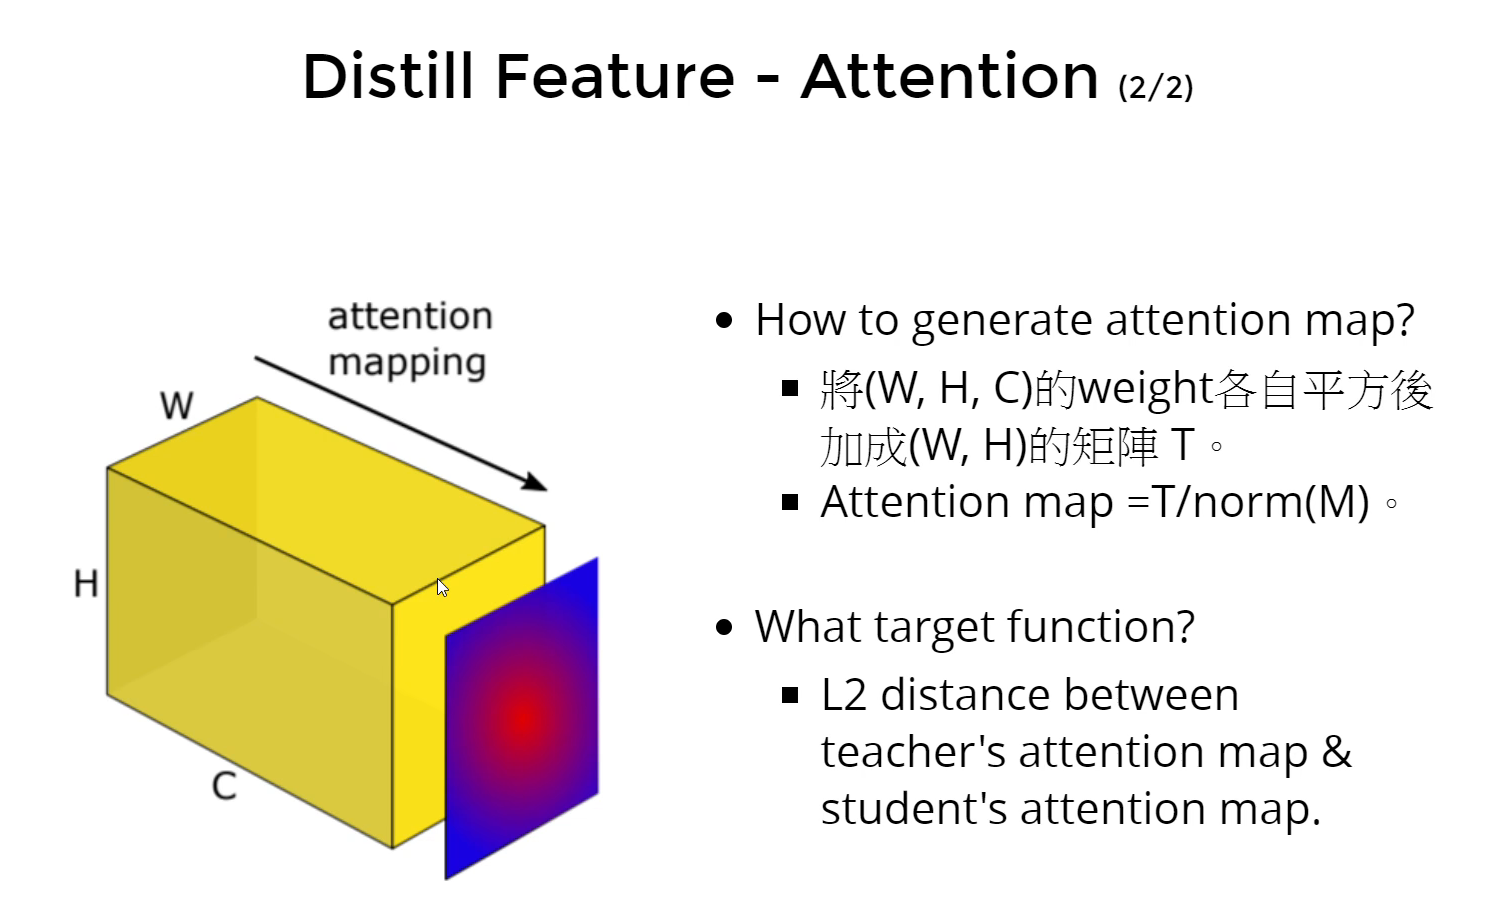 Distill Feature - Attention (2/2)
attention
mapping
W
H
C
• How to generate attention map?
▪ 將(W, H, C)的weight各自平方後
加成(W, H)的矩陣 T。
▪ Attention map =T/norm(M)。
• What target function?
▪ L2 distance between
teacher's attention map &
student's attention map.